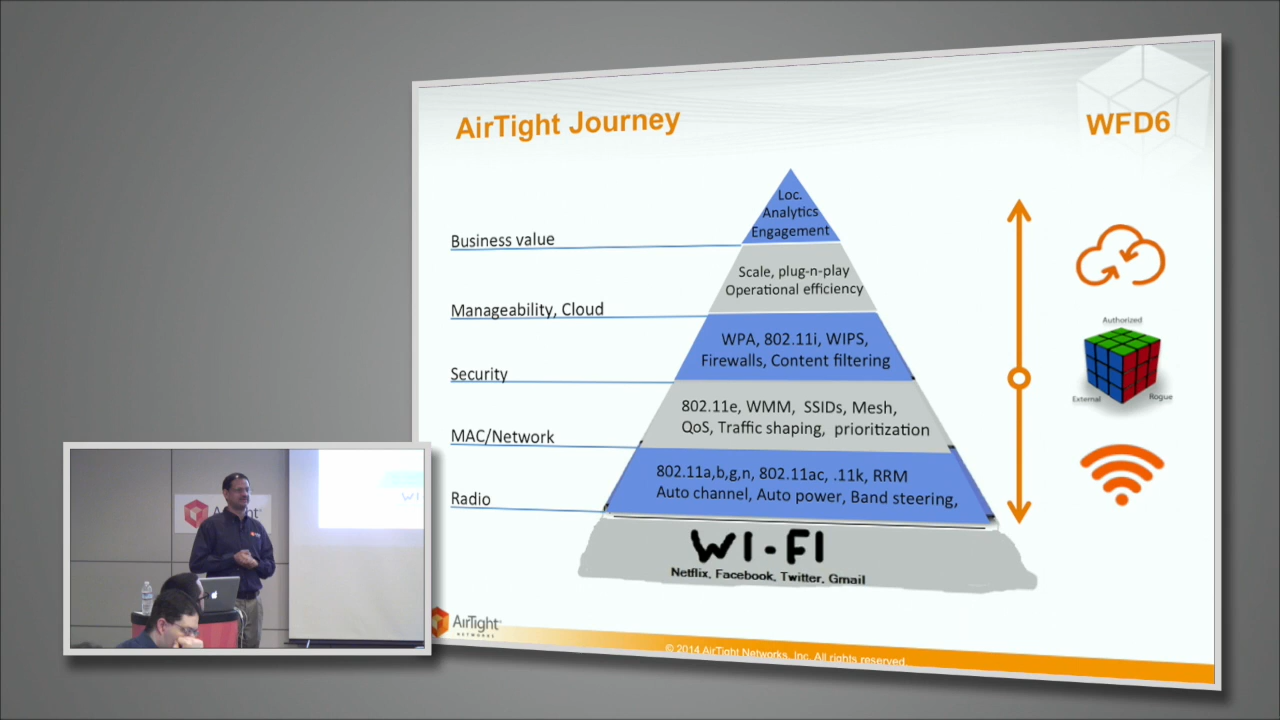 AirTight Journey
WFD6
Loc.
Analytics
Engagement
Business value
Scale, plug-n-play
Operational efficiency
Manageability, Cloud
WPA, 802.11i, WIPS,
Firewalls, Content filtering
Security
802.11e, WMM, SSIDs, Mesh,
QoS, Traffic shaping, prioritization
MAC/Network
802.11a,b,g,n, 802.11ac, .11k, RRM
Auto channel, Auto power, Band steering,
Radio
WI-FI
Netflix, Facebook, Twitter, Gmail
Authorized
External
Rogue
AirTight
NETWORKS
© 2014 AirTight Networks, Inc. All rights reserved.